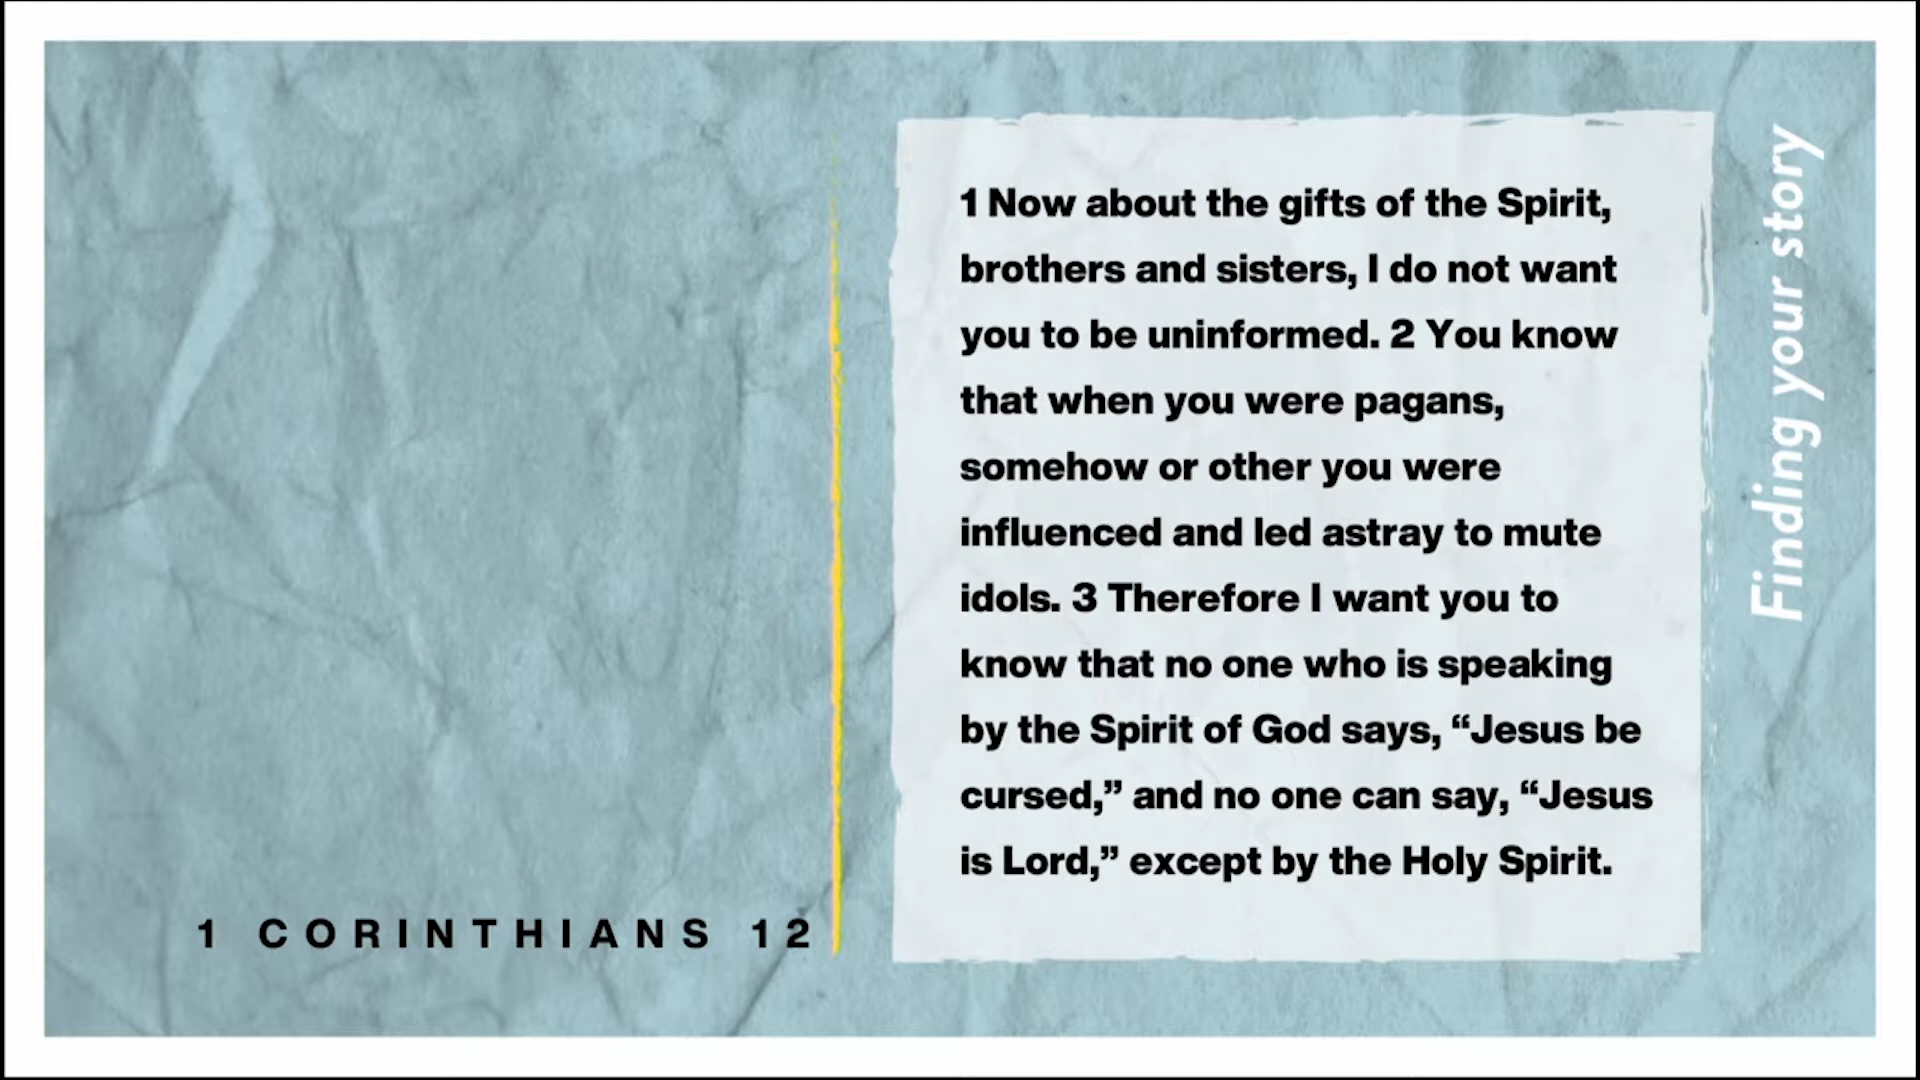 1 Now about the gifts of the Spirit,
brothers and sisters, I do not want
you to be uninformed. 2 You know
that when you were pagans,
somehow or other you were
influenced and led astray to mute
idols. 3 Therefore I want you to
know that no one who is speaking
by the Spirit of God says, “Jesus be
cursed,” and no one can say, “Jesus
is Lord,” except by the Holy Spirit.
1 CORINTHIANS 12
Finding your story